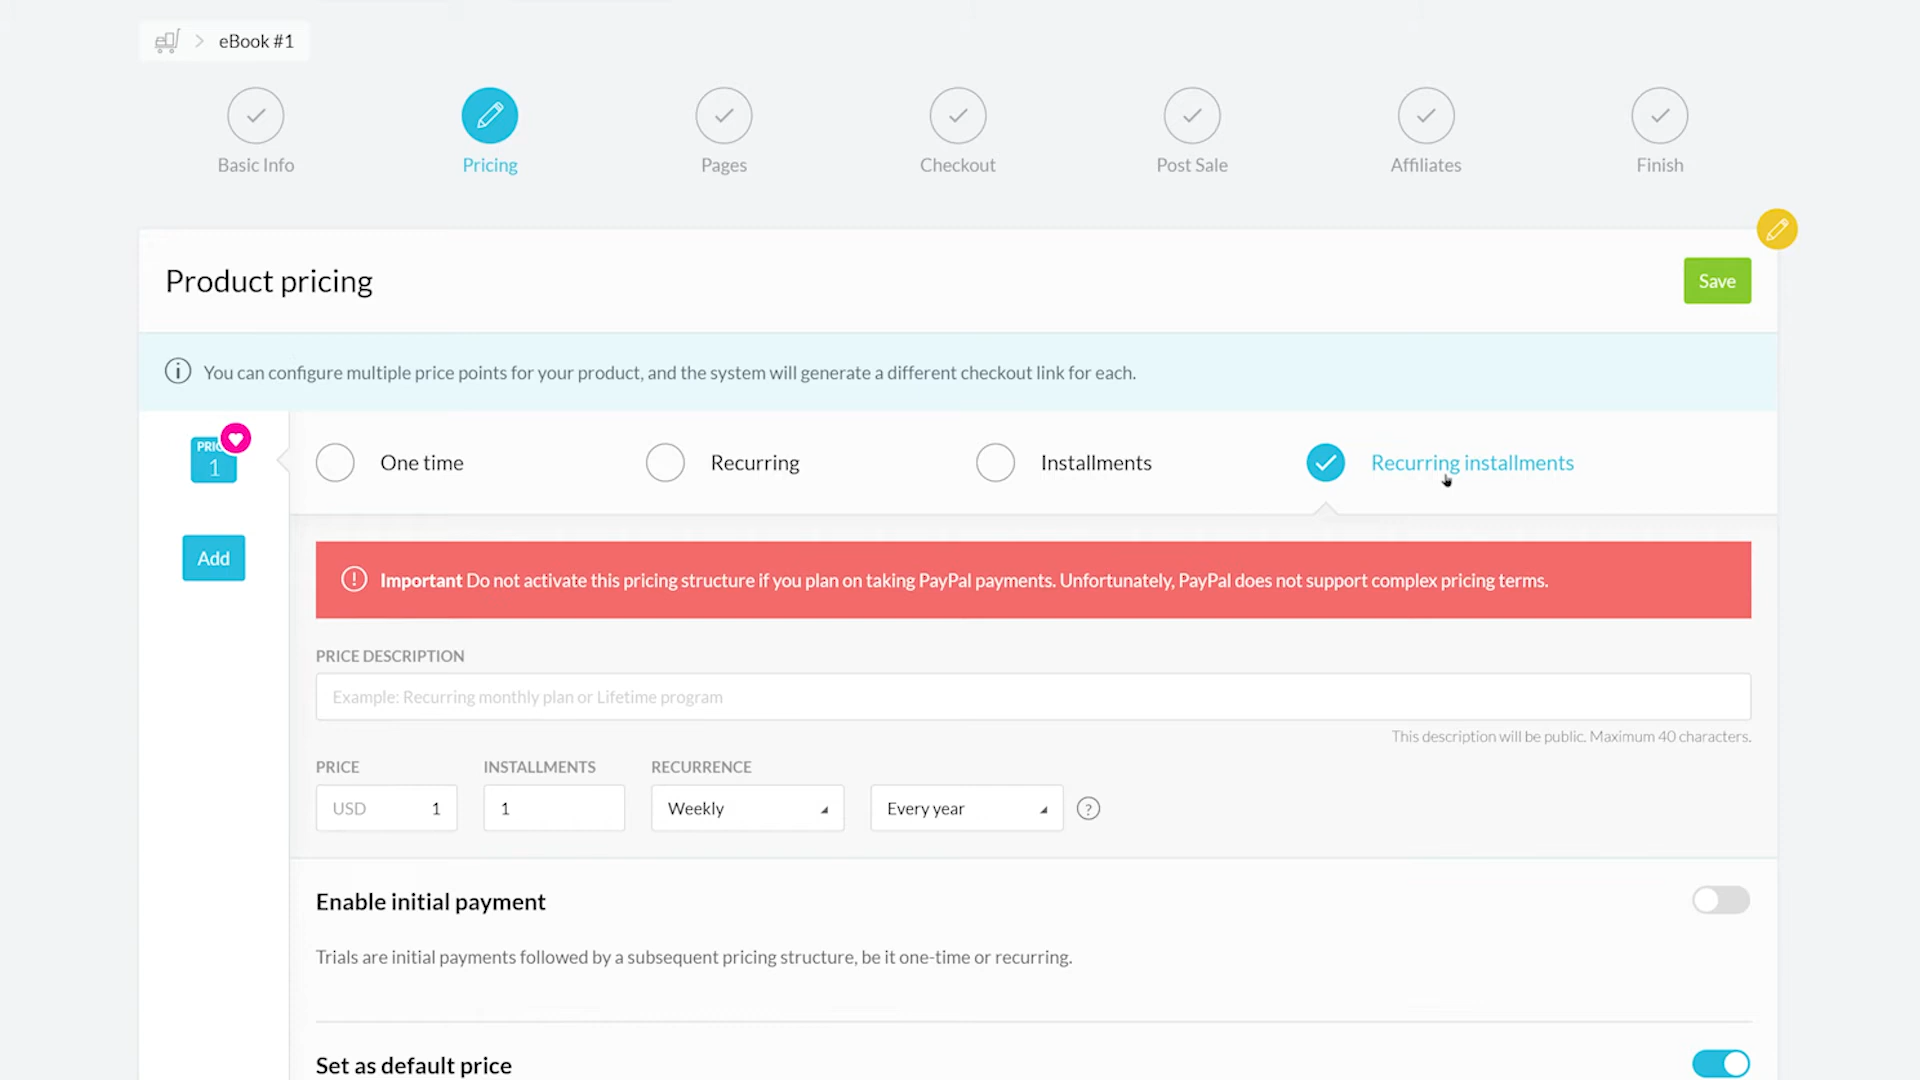 eBook #1
Basic Info
Pricing
Pages
Checkout
Post Sale
Affiliates
Finish
Product pricing
Save
You can configure multiple price points for your product, and the system will generate a different checkout link for each.
1
One time
Recurring
Installments
Recurring installments
Add
Important Do not activate this pricing structure if you plan on taking PayPal payments. Unfortunately, PayPal does not support complex pricing terms.
PRICE DESCRIPTION
Example: Recurring monthly plan or Lifetime program
This description will be public. Maximum 40 characters.
PRICE
INSTALLMENTS
RECURRENCE
USD 1
1
Weekly
Every year
?
Enable initial payment
Trials are initial payments followed by a subsequent pricing structure, be it one-time or recurring.
Set as default price